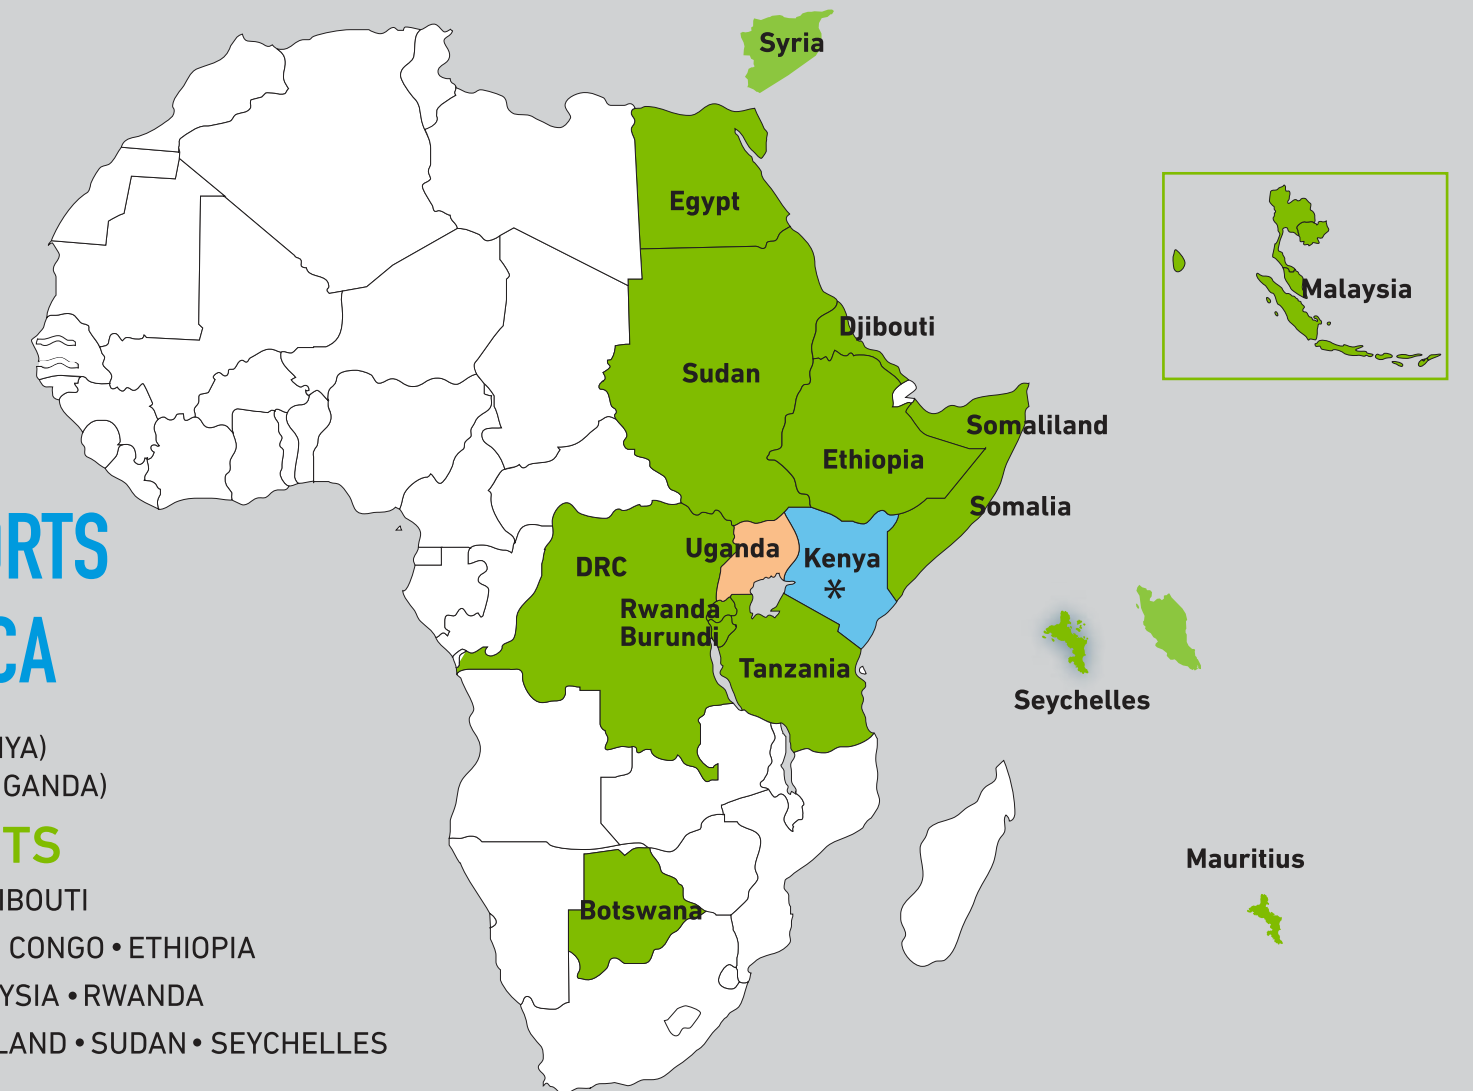 Syria
Egypt
Malaysia
Djibouti
Sudan
Somaliland
Ethiopia
Somalia
RTS
Uganda
Kenya
*
DRC
Rwanda
Burundi
CA
Tanzania
Seychelles
NYA)
GANDA)
TS
Mauritius
IBOUTI
Botswana
CONGO • ETHIOPIA
YSIA • RWANDA
LAND • SUDAN • SEYCHELLES